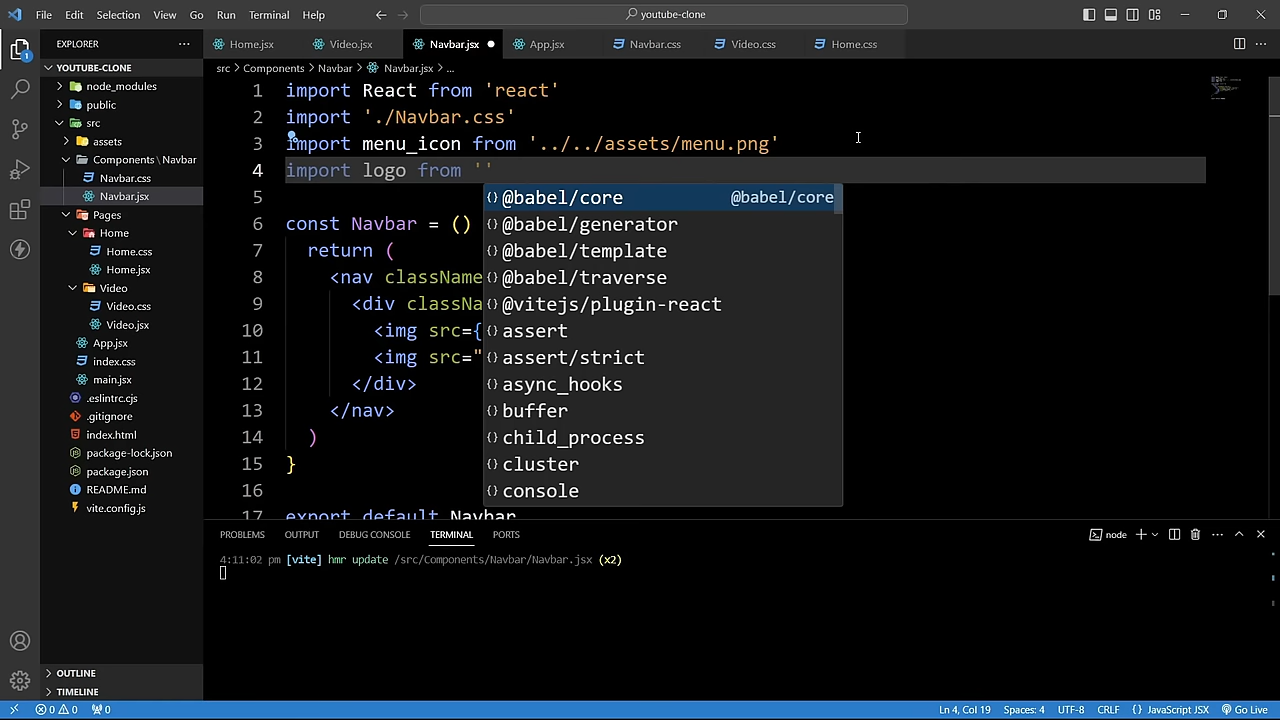 File Edit Selection View Go Run Terminal Help
youtube-clone
EXPLORER
YOUTUBE-CLONE
node_modules
public
src
assets
Components \ Navbar
Navbar.css
Navbar.jsx
Pages
Home
Home.css
Home.jsx
Video
Video.css
Video.jsx
App.jsx
index.css
main.jsx
.eslintrc.cjs
.gitignore
index.html
package-lock.json
package.json
README.md
vite.config.js
OUTLINE
TIMELINE
1
Home.jsx Video.jsx Navbar.jsx App.jsx Navbar.css Video.css Home.css
src > Components > Navbar > Navbar.jsx > ...
1 import React from 'react'
2 import './Navbar.css'
3 import menu_icon from '../../assets/menu.png'
4 import logo from ''
5
6 const Navbar = ()
7 return (
8 <nav className
9 <div classNa
10 <img src={
11 <img src="
12 </div>
13 </nav>
14 )
15 }
16
17 export default Navbar
@babel/core @babel/core
@babel/generator
@babel/template
@babel/traverse
@vitejs/plugin-react
assert
assert/strict
async_hooks
buffer
child_process
cluster
console
PROBLEMS OUTPUT DEBUG CONSOLE TERMINAL PORTS
node
4:11:02 pm [vite] hmr update /src/Components/Navbar/Navbar.jsx (x2)
0 0 0
Ln 4, Col 19 Spaces: 4 UTF-8 CRLF {} JavaScript JSX Go Live